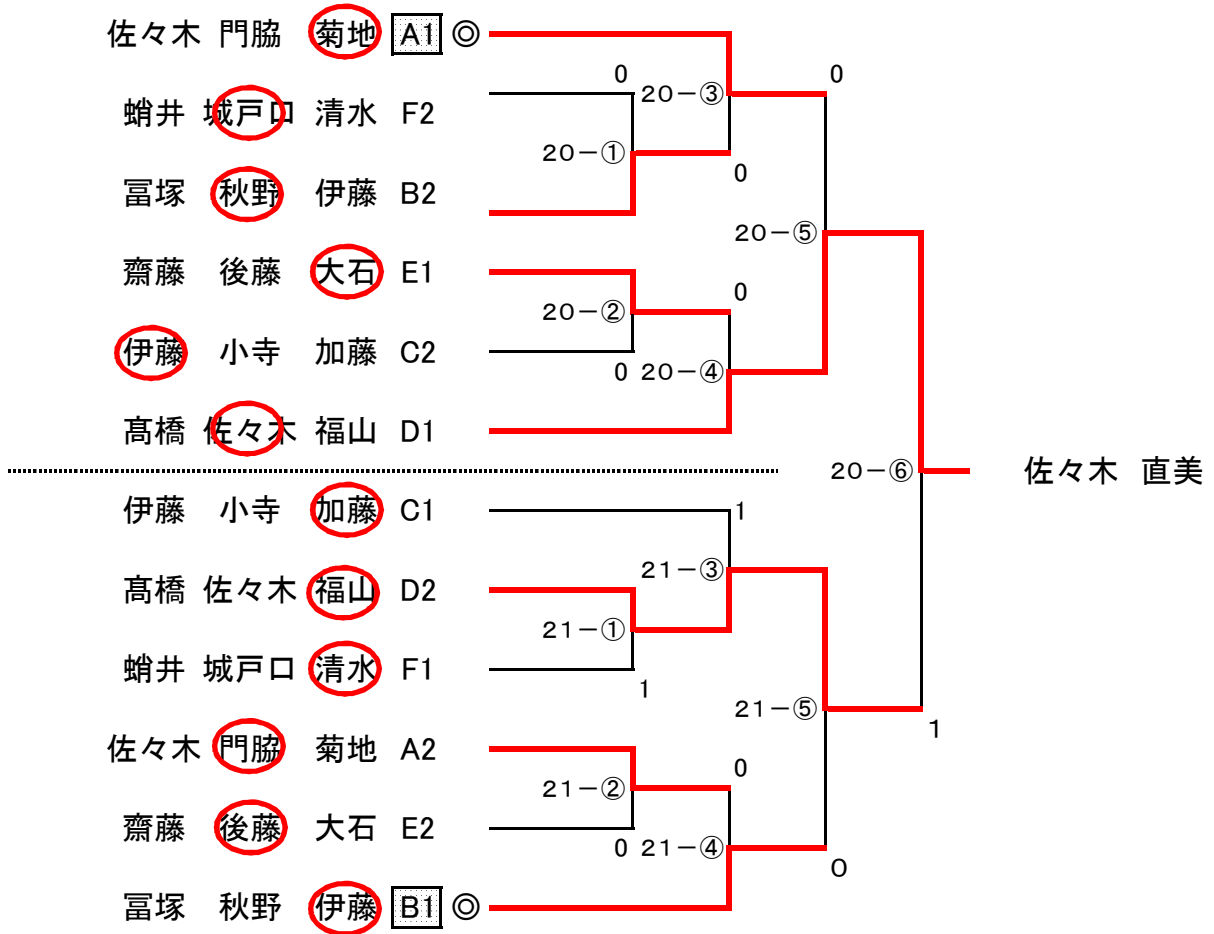 佐々木 門脇 菊地 A1 ◎
0
0
20-③
蛸井 城戸口 清水 F2
20-①
0
冨塚 秋野 伊藤 B2
20-⑤
齋藤 後藤 大石 E1
0
20-②
伊藤 小寺 加藤 C2
0 20-④
髙橋 佐々木 福山 D1
20-⑥
佐々木 直美
伊藤 小寺 加藤 C1
1
21-③
髙橋 佐々木 福山 D2
21-①
蛸井 城戸口 清水 F1
1
21-⑤
1
佐々木 門脇 菊地 A2
0
21-②
齋藤 後藤 大石 E2
0 21-④
0
冨塚 秋野 伊藤 B1 ◎